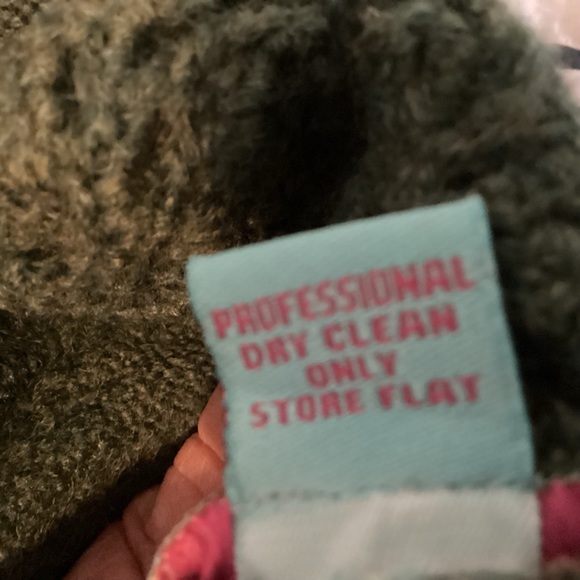 PROFESSIONAL
DRY CLEAN
ONLY
STORE FLAT